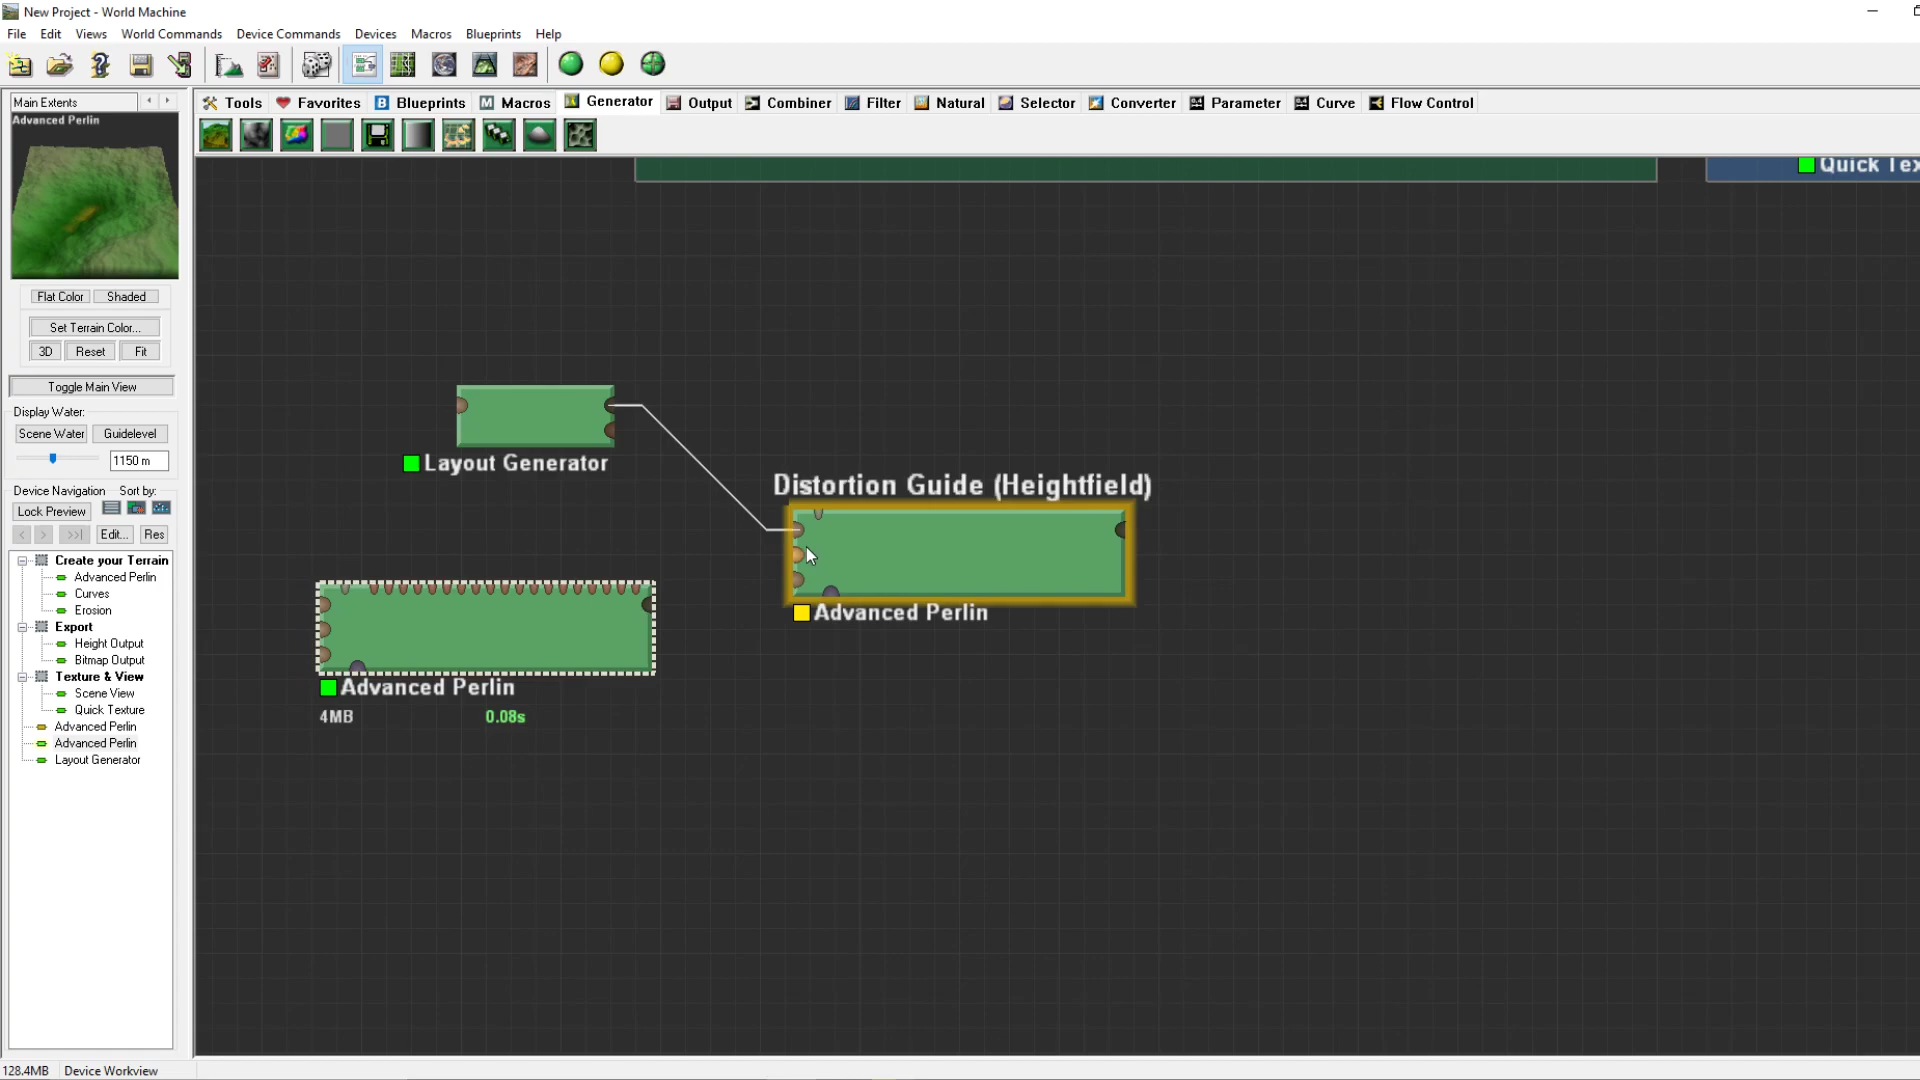 New Project - World Machine
File Edit Views World Commands Device Commands Devices Macros Blueprints Help
Main Extents
Tools Favorites Blueprints Macros Generator Output Combiner Filter Natural Selector Converter Parameter Curve Flow Control
Advanced Perlin
Quick Tex
Flat Color Shaded
Set Terrain Color...
3D Reset Fit
Toggle Main View
Display Water:
Scene Water Guidelevel
1150 m
Device Navigation Sort by:
Lock Preview
Edit... Res
Create your Terrain
Advanced Perlin
Curves
Erosion
Export
Height Output
Bitmap Output
Texture & View
Scene View
Quick Texture
Advanced Perlin
Advanced Perlin
Layout Generator
Layout Generator
Distortion Guide (Heightfield)
Advanced Perlin
Advanced Perlin
4MB 0.08s
128.4MB Device Workview